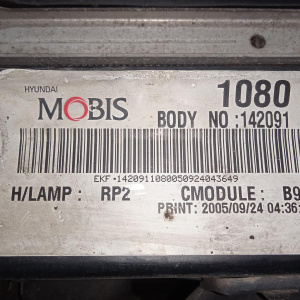 HYUNDAI
MOBIS
1080
BODY NO :142091
EKF ·1420911080050924043649
H/LAMP : RP2 CMODULE : B9
PRINT: 2005/09/24 04:36: